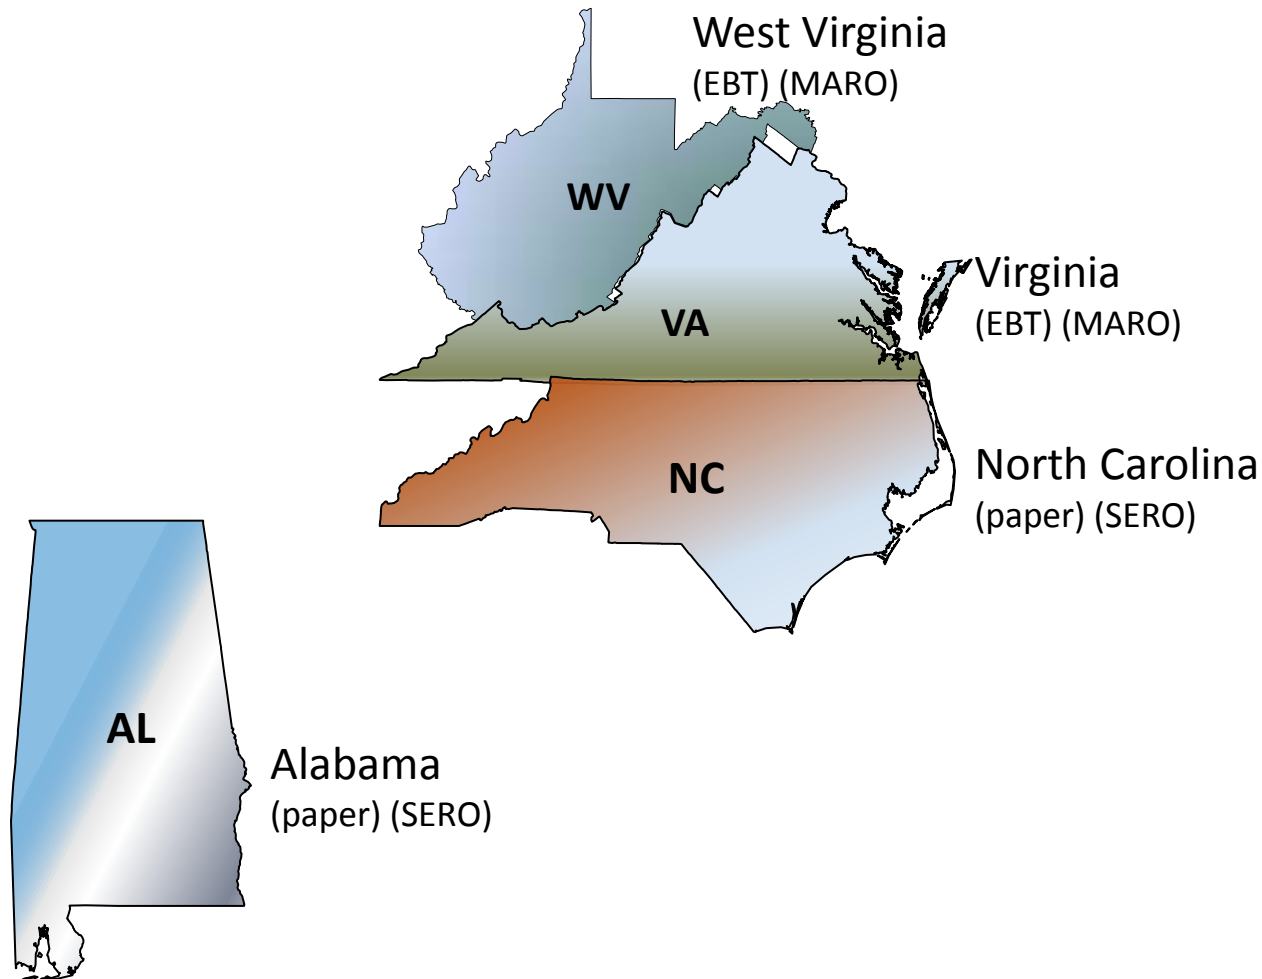 West Virginia
(EBT) (MARO)
WV
Virginia
(EBT) (MARO)
VA
North Carolina
(paper) (SERO)
NC
AL
Alabama
(paper) (SERO)